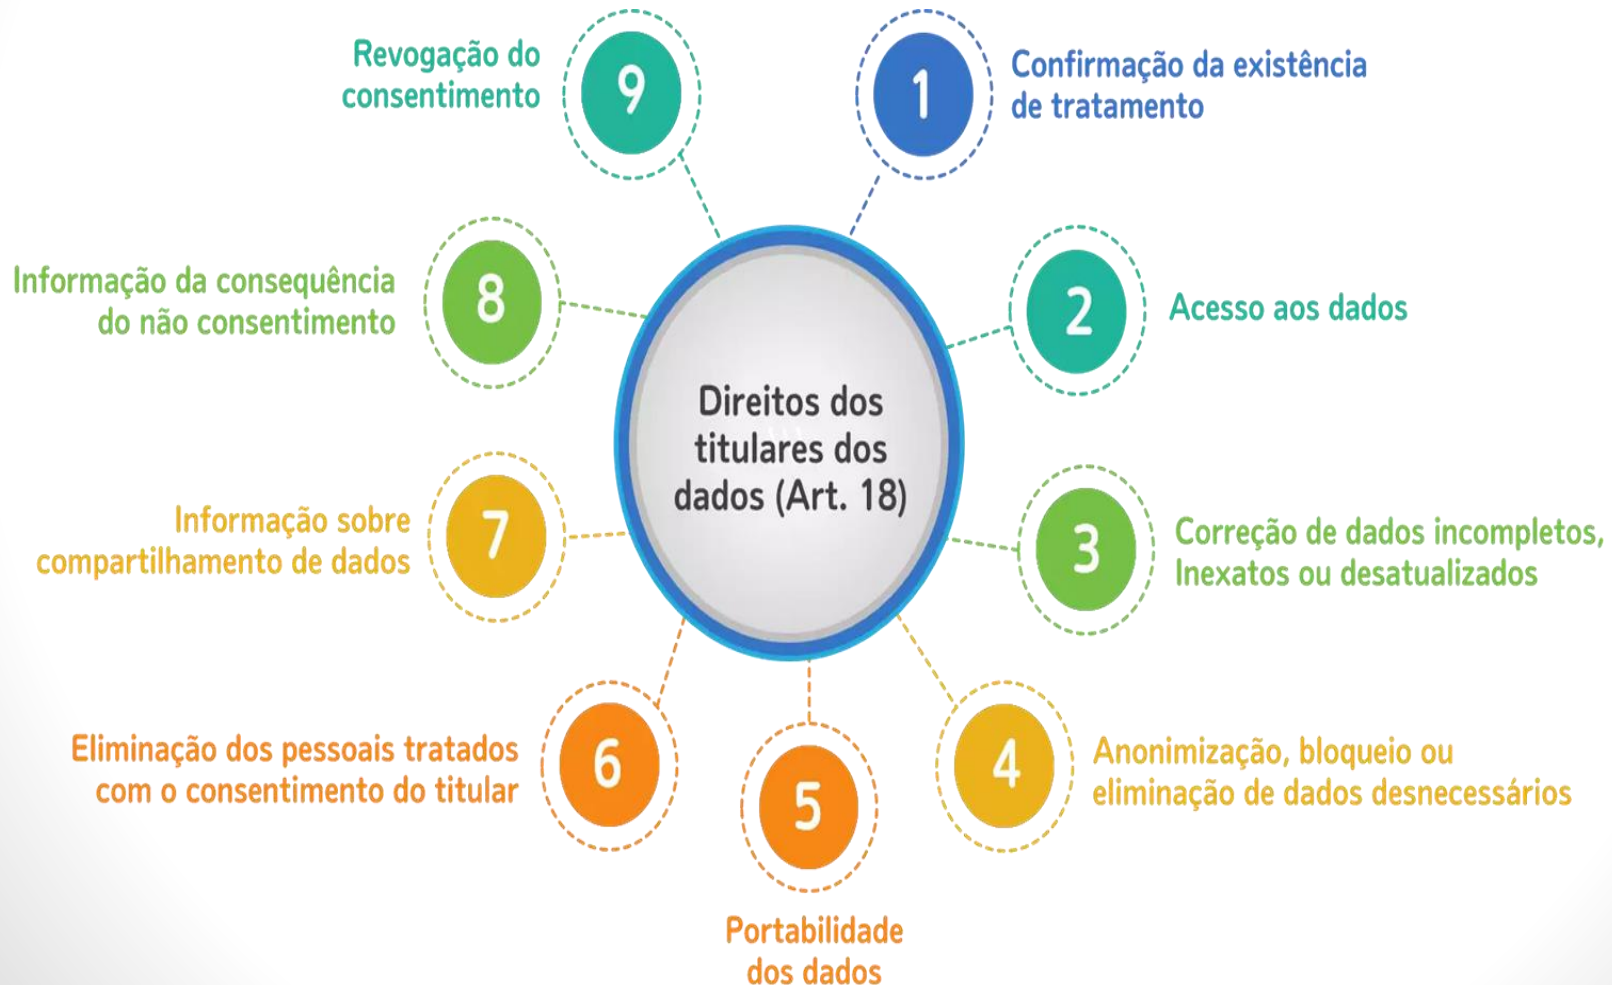 Direitos dos
titulares dos
dados (Art. 18)
1
Confirmação da existência
de tratamento
2
Acesso aos dados
3
Correção de dados incompletos,
Inexatos ou desatualizados
4
Anonimização, bloqueio ou
eliminação de dados desnecessários
5
Portabilidade
dos dados
6
Eliminação dos pessoais tratados
com o consentimento do titular
7
Informação sobre
compartilhamento de dados
8
Informação da consequência
do não consentimento
9
Revogação do
consentimento